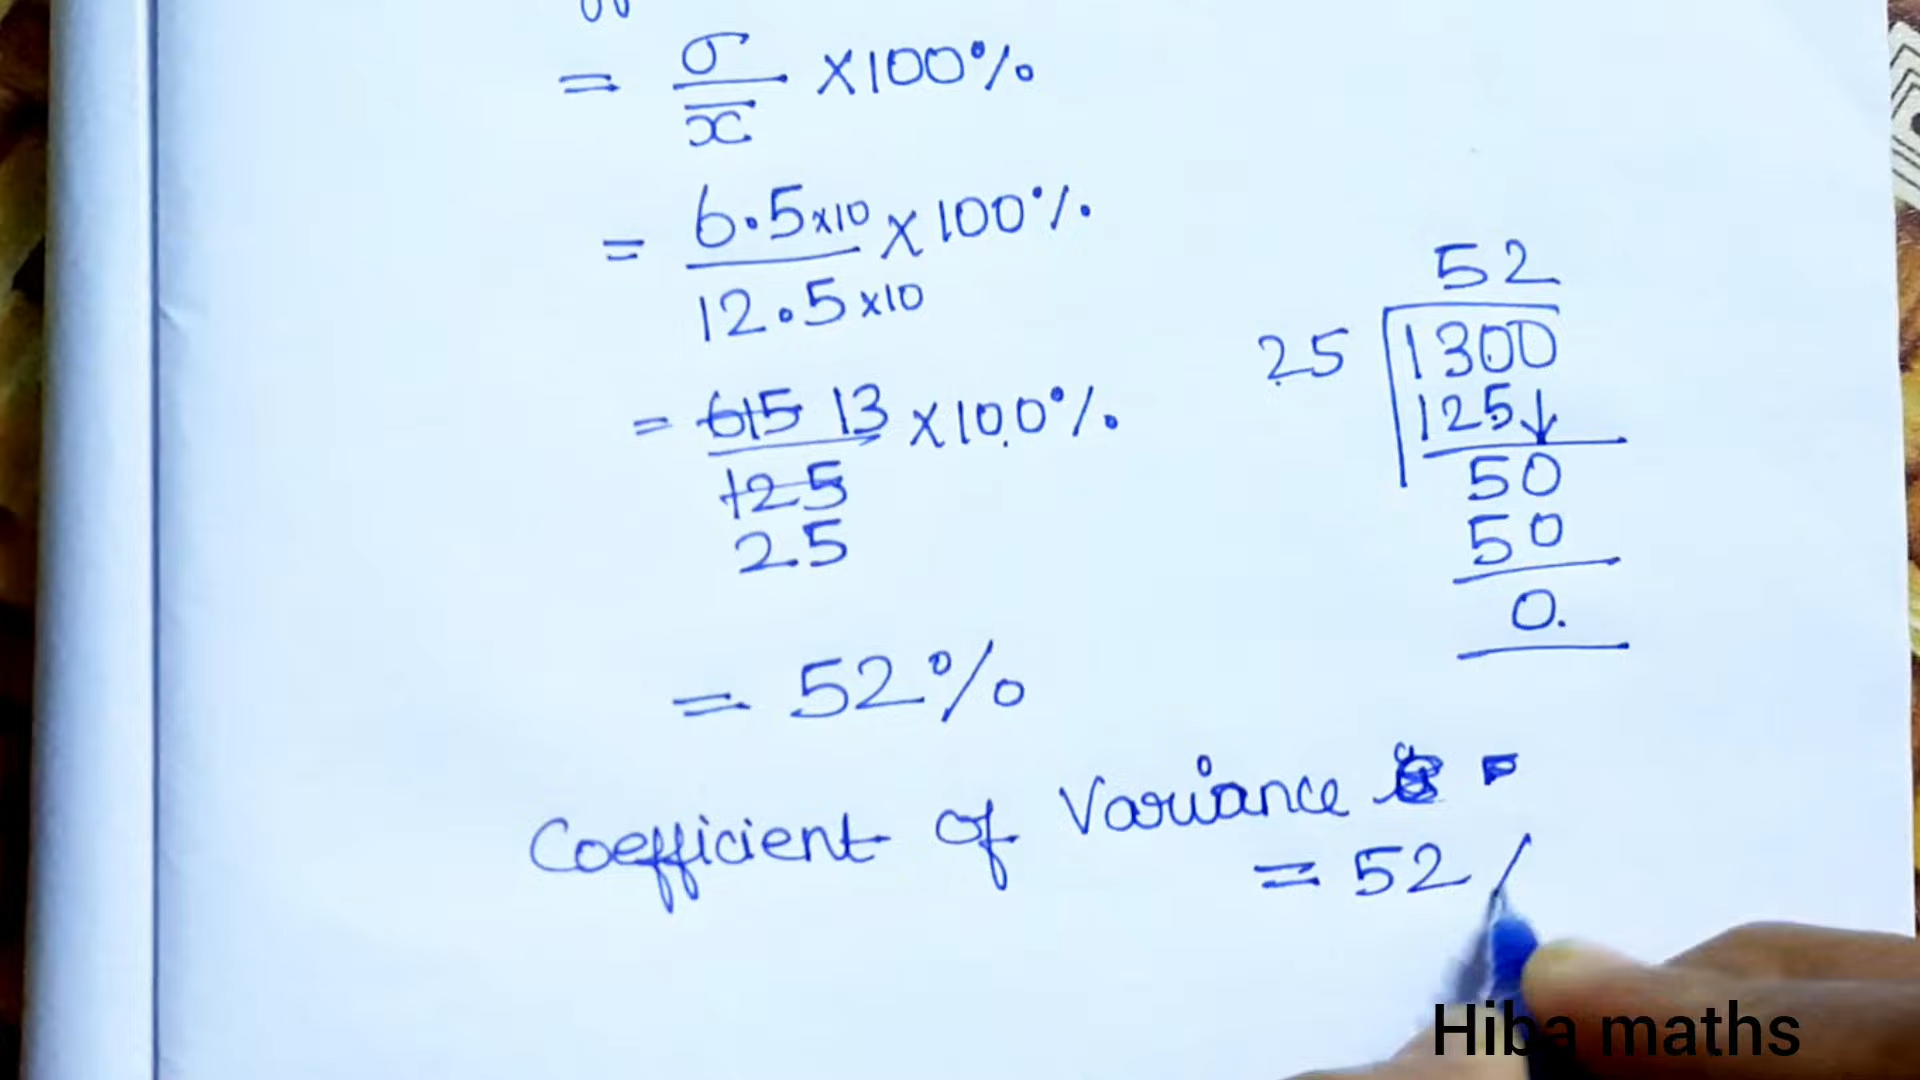 = σ/x̄ ×100%
= 6.5×10/12.5×10 ×100%
= 65 13/125 25 ×100%
= 52%
52
25 1300
125↓
50
50
0.
Coefficient of Variance
= 52
Hiba maths